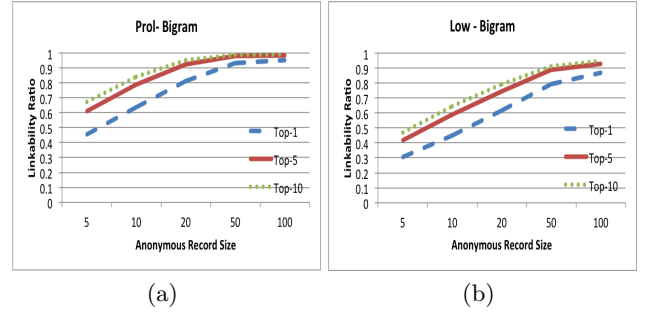 Prol- Bigram
Linkability Ratio
1
0.9
0.8
0.7
0.6
0.5
0.4
0.3
0.2
0.1
0
Top-1
Top-5
Top-10
5 10 20 50 100
Anonymous Record Size
(a)
Low - Bigram
Linkability Ratio
1
0.9
0.8
0.7
0.6
0.5
0.4
0.3
0.2
0.1
0
Top-1
Top-5
Top-10
5 10 20 50 100
Anonymous Record Size
(b)